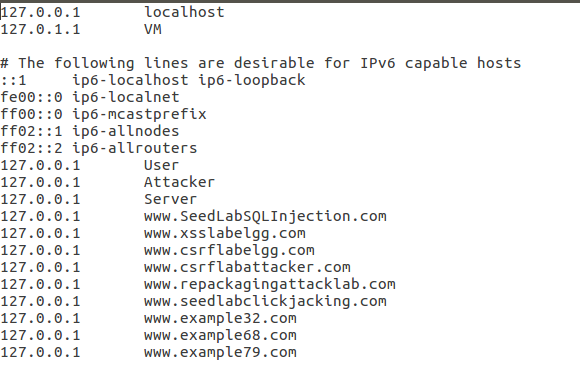 127.0.0.1	localhost
127.0.1.1	VM
# The following lines are desirable for IPv6 capable hosts
::1     ip6-localhost ip6-loopback
fe00::0 ip6-localnet
ff00::0 ip6-mcastprefix
ff02::1 ip6-allnodes
ff02::2 ip6-allrouters
127.0.0.1	User
127.0.0.1	Attacker
127.0.0.1	Server
127.0.0.1	www.SeedLabSQLInjection.com
127.0.0.1	www.xsslabelgg.com
127.0.0.1	www.csrflabelgg.com
127.0.0.1	www.csrflabattacker.com
127.0.0.1	www.repackagingattacklab.com
127.0.0.1	www.seedlabclickjacking.com
127.0.0.1	www.example32.com
127.0.0.1	www.example68.com
127.0.0.1	www.example79.com